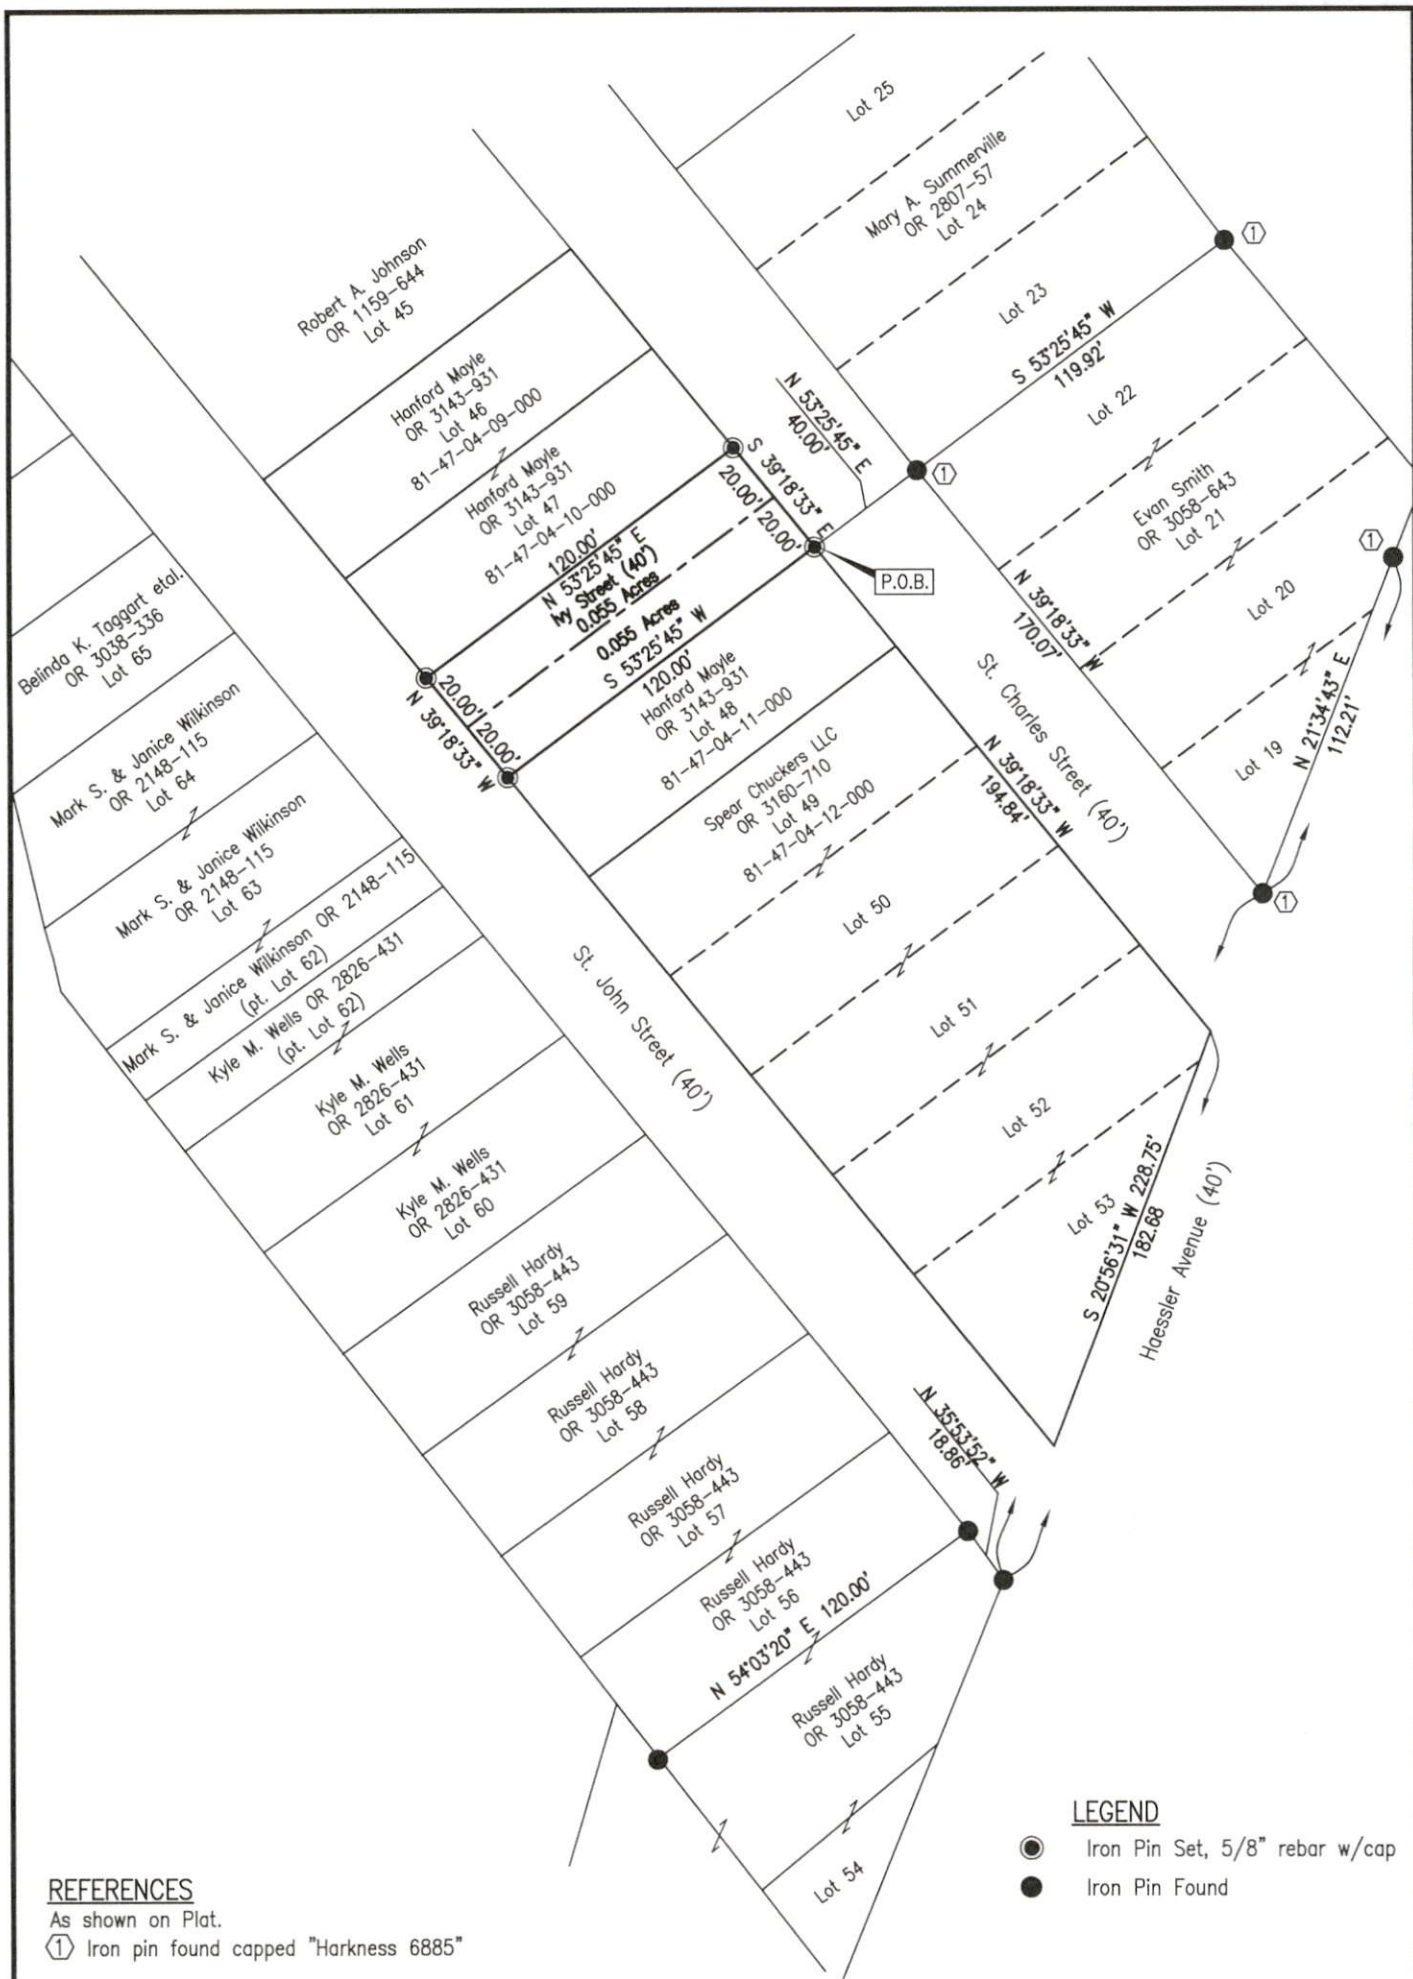 Lot 25
Mary A. Summerville
OR 2807-57
Lot 24
Lot 23
S 53°25'45" W
119.92'
Lot 22
Evan Smith
OR 3058-643
Lot 21
Lot 20
Lot 19
N 21°34'43" E
112.21'
1
1
1
1
N 53°25'45" E
40.00'
N 39°18'33" W
170.07'
St. Charles Street (40')
Robert A. Johnson
OR 1159-644
Lot 45
Hanford Mayle
OR 3143-931
Lot 46
81-47-04-09-000
Hanford Mayle
OR 3143-931
Lot 47
81-47-04-10-000
S 39°18'33" E
20.00'
20.00'
P.O.B.
120.00'
N 53°25'45" E
Ivy Street (40')
0.055 Acres
0.055 Acres
S 53°25'45" W
120.00'
20.00'
20.00'
N 39°18'33" W
Hanford Mayle
OR 3143-931
Lot 48
81-47-04-11-000
Spear Chuckers LLC
OR 3160-710
Lot 49
81-47-04-12-000
N 39°18'33" W
194.84'
Lot 50
Lot 51
Lot 52
Lot 53
S 20°56'31" W 228.75'
182.68
Haessler Avenue (40')
St. John Street (40')
Belinda K. Taggart etal.
OR 3038-336
Lot 65
Mark S. & Janice Wilkinson
OR 2148-115
Lot 64
Mark S. & Janice Wilkinson
OR 2148-115
Lot 63
Mark S. & Janice Wilkinson OR 2148-115
(pt. Lot 62)
Kyle M. Wells OR 2826-431
(pt. Lot 62)
Kyle M. Wells
OR 2826-431
Lot 61
Kyle M. Wells
OR 2826-431
Lot 60
Russell Hardy
OR 3058-443
Lot 59
Russell Hardy
OR 3058-443
Lot 58
Russell Hardy
OR 3058-443
Lot 57
Russell Hardy
OR 3058-443
Lot 56
N 54°03'20" E 120.00'
N 35°53'52" W
18.86'
Russell Hardy
OR 3058-443
Lot 55
Lot 54
LEGEND
Iron Pin Set, 5/8" rebar w/cap
Iron Pin Found
REFERENCES
As shown on Plat.
1 Iron pin found capped "Harkness 6885"